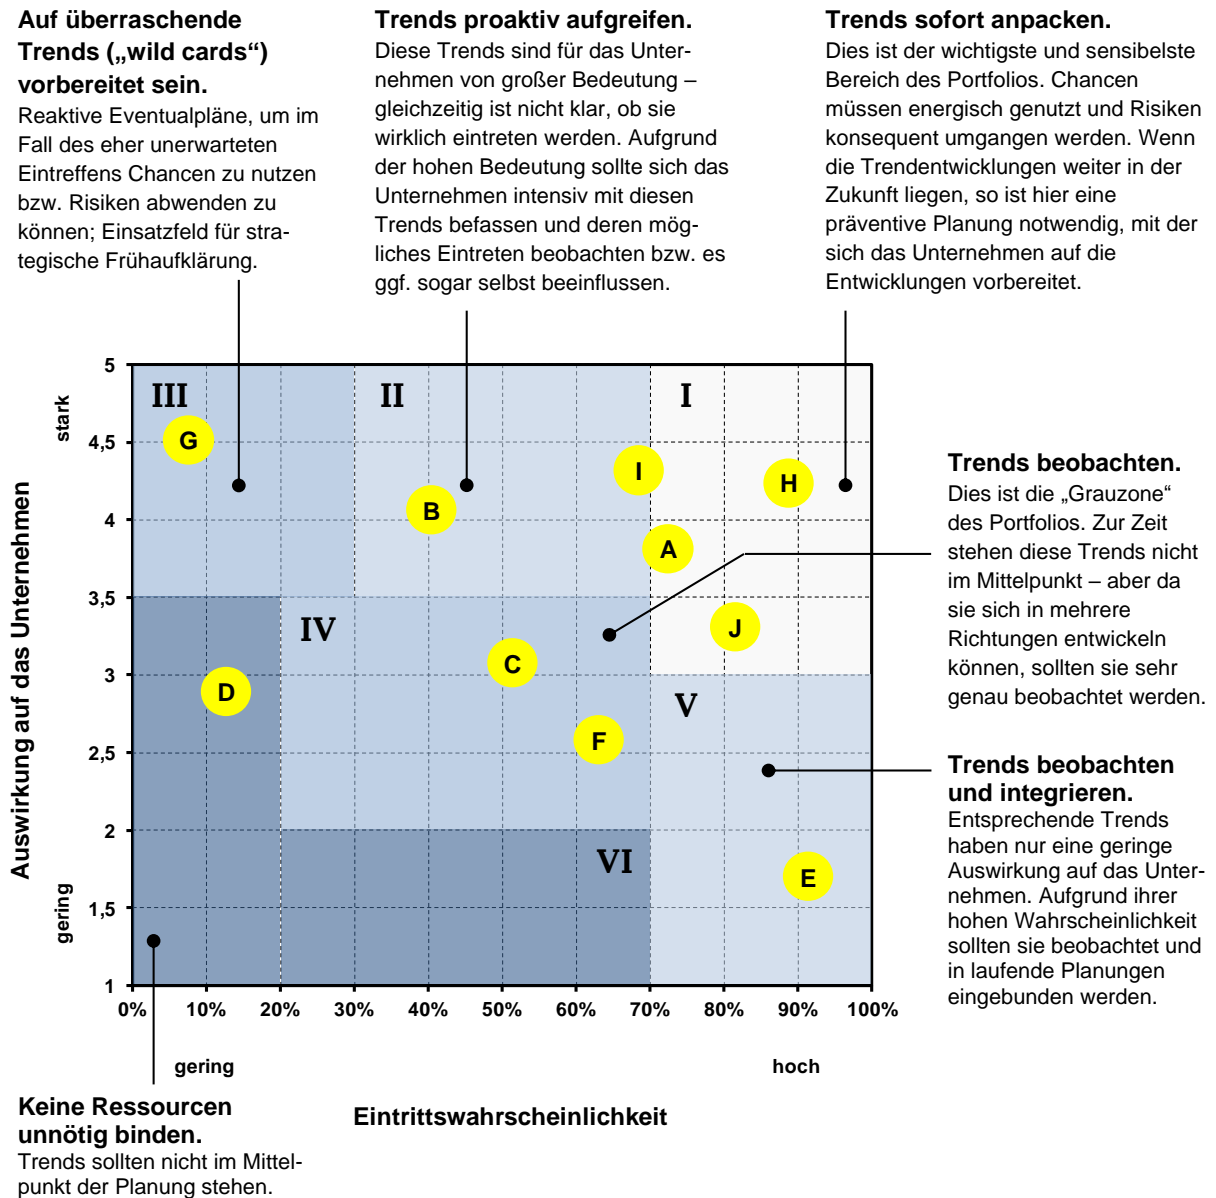 Auf überraschende
Trends („wild cards“)
vorbereitet sein.
Reaktive Eventualpläne, um im
Fall des eher unerwarteten
Eintreffens Chancen zu nutzen
bzw. Risiken abwenden zu
können; Einsatzfeld für stra-
tegische Frühaufklärung.
Trends proaktiv aufgreifen.
Diese Trends sind für das Unter-
nehmen von großer Bedeutung –
gleichzeitig ist nicht klar, ob sie
wirklich eintreten werden. Aufgrund
der hohen Bedeutung sollte sich das
Unternehmen intensiv mit diesen
Trends befassen und deren mög-
liches Eintreten beobachten bzw. es
ggf. sogar selbst beeinflussen.
Trends sofort anpacken.
Dies ist der wichtigste und sensibelste
Bereich des Portfolios. Chancen
müssen energisch genutzt und Risiken
konsequent umgangen werden. Wenn
die Trendentwicklungen weiter in der
Zukunft liegen, so ist hier eine
präventive Planung notwendig, mit der
sich das Unternehmen auf die
Entwicklungen vorbereitet.
Auswirkung auf das Unternehmen
stark
gering
5
4,5
4
3,5
3
2,5
2
1,5
1
III
II
I
G
I
H
B
A
IV
J
C
D
V
F
VI
E
0%
10%
20%
30%
40%
50%
60%
70%
80%
90%
100%
gering
hoch
Eintrittswahrscheinlichkeit
Trends beobachten.
Dies ist die „Grauzone“
des Portfolios. Zur Zeit
stehen diese Trends nicht
im Mittelpunkt – aber da
sie sich in mehrere
Richtungen entwickeln
können, sollten sie sehr
genau beobachtet werden.
Trends beobachten
und integrieren.
Entsprechende Trends
haben nur eine geringe
Auswirkung auf das Unter-
nehmen. Aufgrund ihrer
hohen Wahrscheinlichkeit
sollten sie beobachtet und
in laufende Planungen
eingebunden werden.
Keine Ressourcen
unnötig binden.
Trends sollten nicht im Mittel-
punkt der Planung stehen.